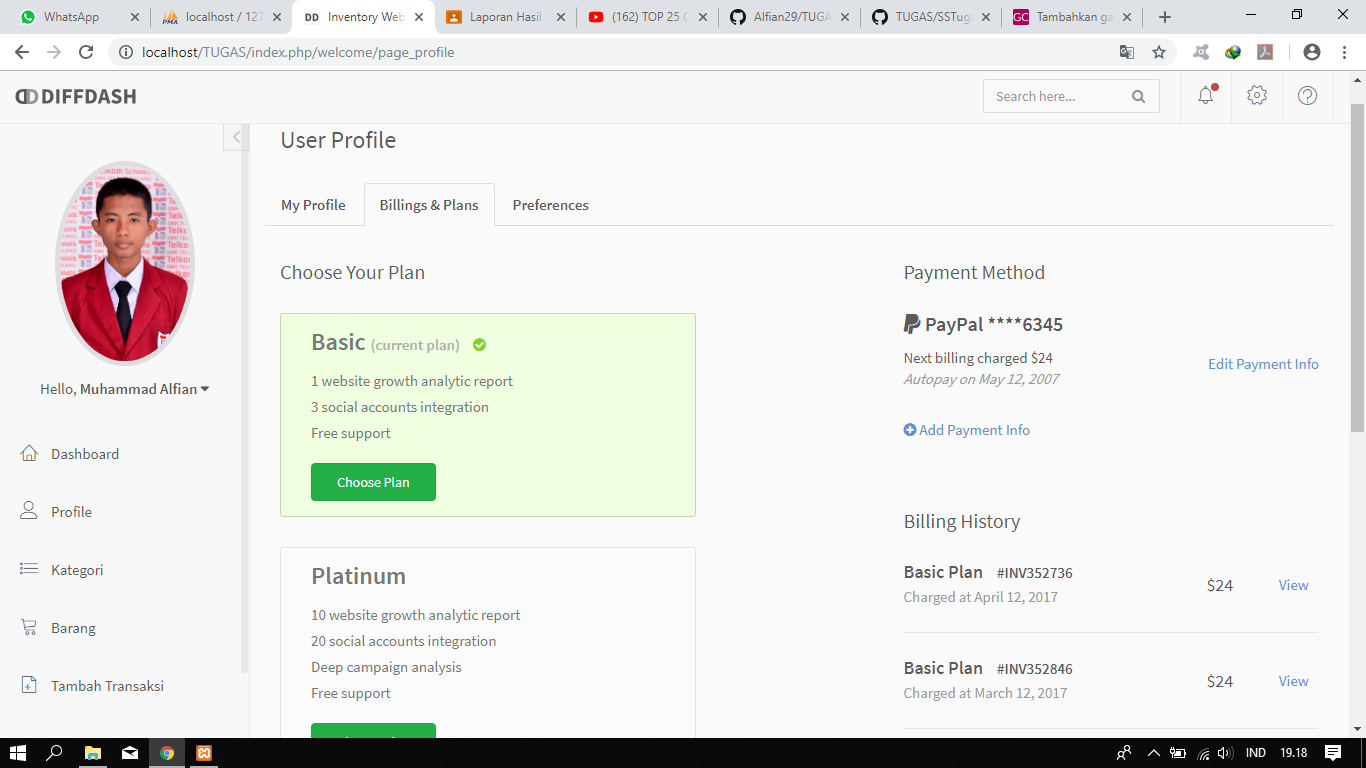 WhatsApp
localhost / 127
DD Inventory Web
Laporan Hasil T
(162) TOP 25 C
Alfian29/TUGA
TUGAS/SSTug
GC Tambahkan ga
localhost/TUGAS/index.php/welcome/page_profile
DIFFDASH
Search here...
User Profile
My Profile
Billings & Plans
Preferences
Hello, Muhammad Alfian
Dashboard
Profile
Kategori
Barang
Tambah Transaksi
Choose Your Plan
Basic (current plan)
1 website growth analytic report
3 social accounts integration
Free support
Choose Plan
Platinum
10 website growth analytic report
20 social accounts integration
Deep campaign analysis
Free support
Payment Method
PayPal ****6345
Next billing charged $24
Autopay on May 12, 2007
Edit Payment Info
Add Payment Info
Billing History
Basic Plan #INV352736
Charged at April 12, 2017
$24
View
Basic Plan #INV352846
Charged at March 12, 2017
$24
View
IND
19.18